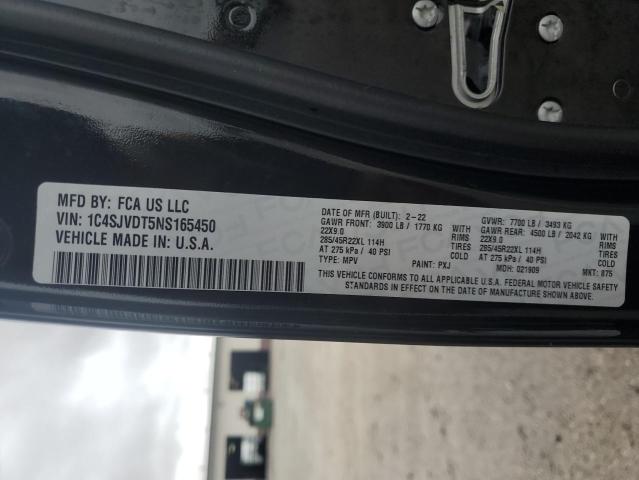 MFD BY: FCA US LLC
VIN: 1C4SJVDT5NS165450
VEHICLE MADE IN: U.S.A.
DATE OF MFR (BUILT): 2-22 GVWR: 7700 LB / 3493 KG
GAWR FRONT: 3900 LB / 1770 KG GAWR REAR: 4500 LB / 2042 KG
22X9.0 RIMS 22X9.0 RIMS
285/45R22XL 114H TIRES 285/45R22XL 114H TIRES
AT 275 kPa / 40 PSI COLD AT 275 kPa / 40 PSI COLD
TYPE: MPV PAINT: PXJ MDH: 021909 MKT: 875
THIS VEHICLE CONFORMS TO ALL APPLICABLE U.S.A. FEDERAL MOTOR VEHICLE SAFETY
STANDARDS IN EFFECT ON THE DATE OF MANUFACTURE SHOWN ABOVE.